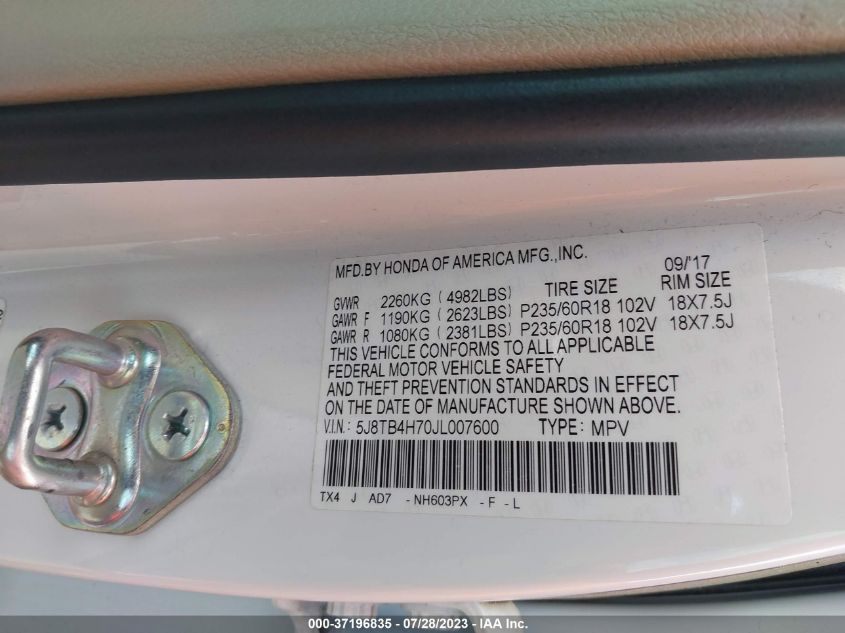 MFD.BY HONDA OF AMERICA MFG.,INC. 09/'17
GVWR 2260KG ( 4982LBS) TIRE SIZE RIM SIZE
GAWR F 1190KG ( 2623LBS) P235/60R18 102V 18X7.5J
GAWR R 1080KG ( 2381LBS) P235/60R18 102V 18X7.5J
THIS VEHICLE CONFORMS TO ALL APPLICABLE
FEDERAL MOTOR VEHICLE SAFETY
AND THEFT PREVENTION STANDARDS IN EFFECT
ON THE DATE OF MANUFACTURE SHOWN ABOVE.
V.I.N.: 5J8TB4H70JL007600 TYPE: MPV
TX4 J AD7 -NH603PX -F -L
000-37196835 - 07/28/2023 - IAA Inc.